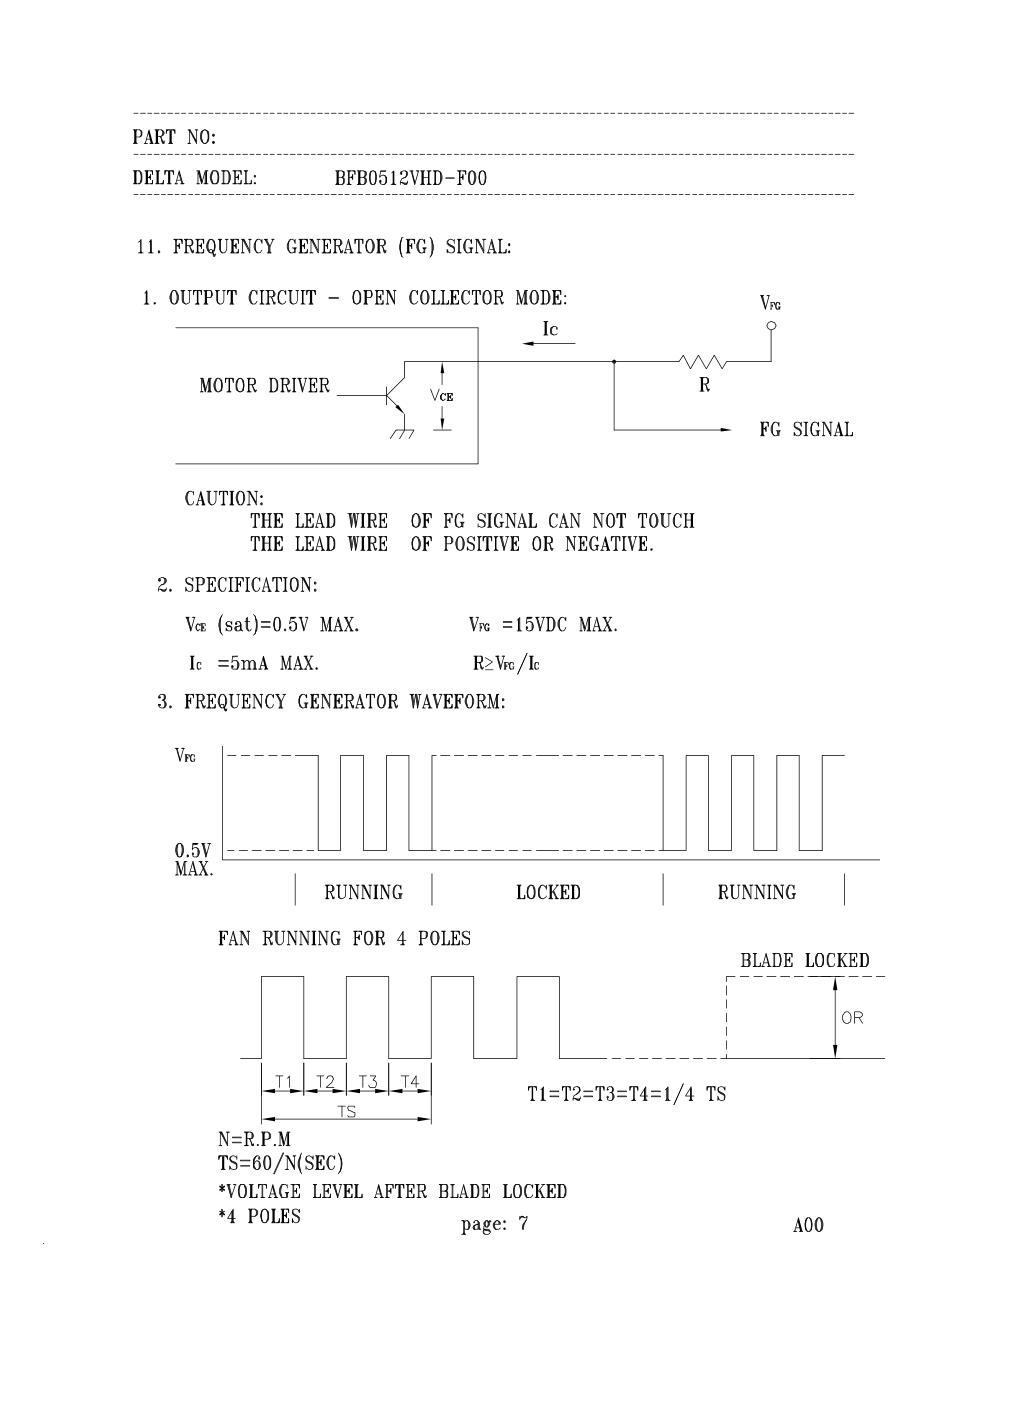 PART NO:
DELTA MODEL: BFB0512VHD-F00
11. FREQUENCY GENERATOR (FG) SIGNAL:
1. OUTPUT CIRCUIT - OPEN COLLECTOR MODE:
VFG
Ic
MOTOR DRIVER
VCE
R
FG SIGNAL
CAUTION:
THE LEAD WIRE OF FG SIGNAL CAN NOT TOUCH
THE LEAD WIRE OF POSITIVE OR NEGATIVE.
2. SPECIFICATION:
VCE (sat)=0.5V MAX. VFG =15VDC MAX.
IC =5mA MAX. R≥VFG/IC
3. FREQUENCY GENERATOR WAVEFORM:
VFG
0.5V
MAX.
RUNNING LOCKED RUNNING
FAN RUNNING FOR 4 POLES
BLADE LOCKED
OR
T1 T2 T3 T4
T1=T2=T3=T4=1/4 TS
TS
N=R.P.M
TS=60/N(SEC)
*VOLTAGE LEVEL AFTER BLADE LOCKED
*4 POLES
page: 7 A00